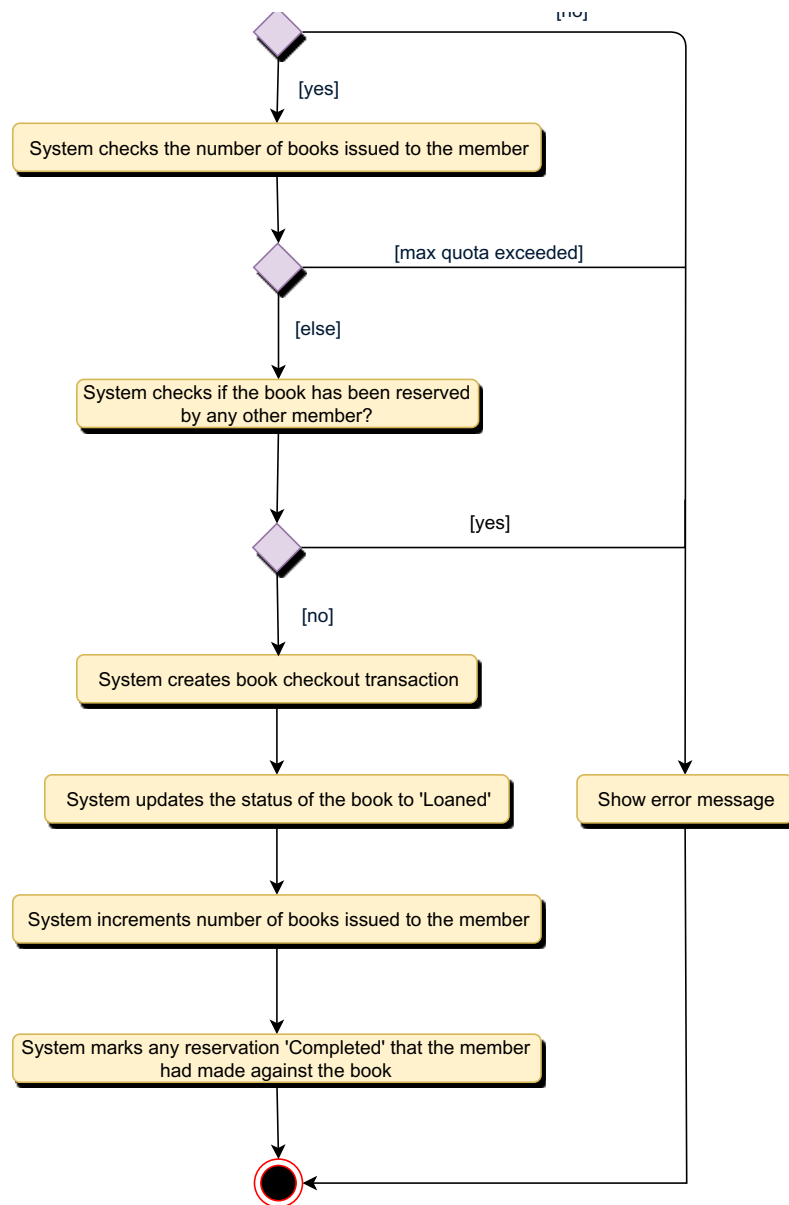 [no]
[yes]
System checks the number of books issued to the member
[max quota exceeded]
[else]
System checks if the book has been reserved
by any other member?
[yes]
[no]
System creates book checkout transaction
System updates the status of the book to 'Loaned'
Show error message
System increments number of books issued to the member
System marks any reservation 'Completed' that the member
had made against the book